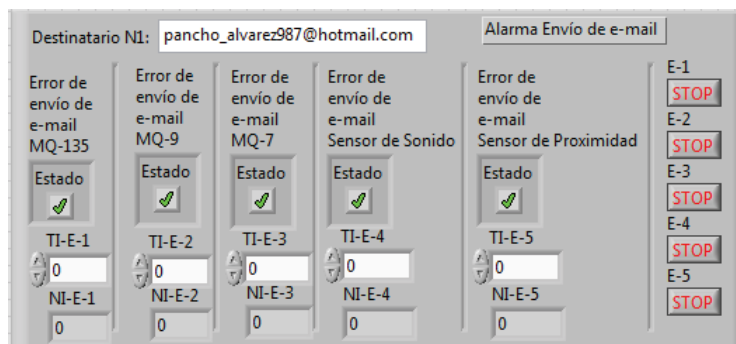 Destinatario N1: pancho_alvarez987@hotmail.com
Alarma Envío de e-mail
Error de
envío de
e-mail
MQ-135
Estado
TI-E-1
0
NI-E-1
0
Error de
envío de
e-mail
MQ-9
Estado
TI-E-2
0
NI-E-2
0
Error de
envío de
e-mail
MQ-7
Estado
TI-E-3
0
NI-E-3
0
Error de
envío de
e-mail
Sensor de Sonido
Estado
TI-E-4
0
NI-E-4
0
Error de
envío de
e-mail
Sensor de Proximidad
Estado
TI-E-5
0
NI-E-5
0
E-1
STOP
E-2
STOP
E-3
STOP
E-4
STOP
E-5
STOP